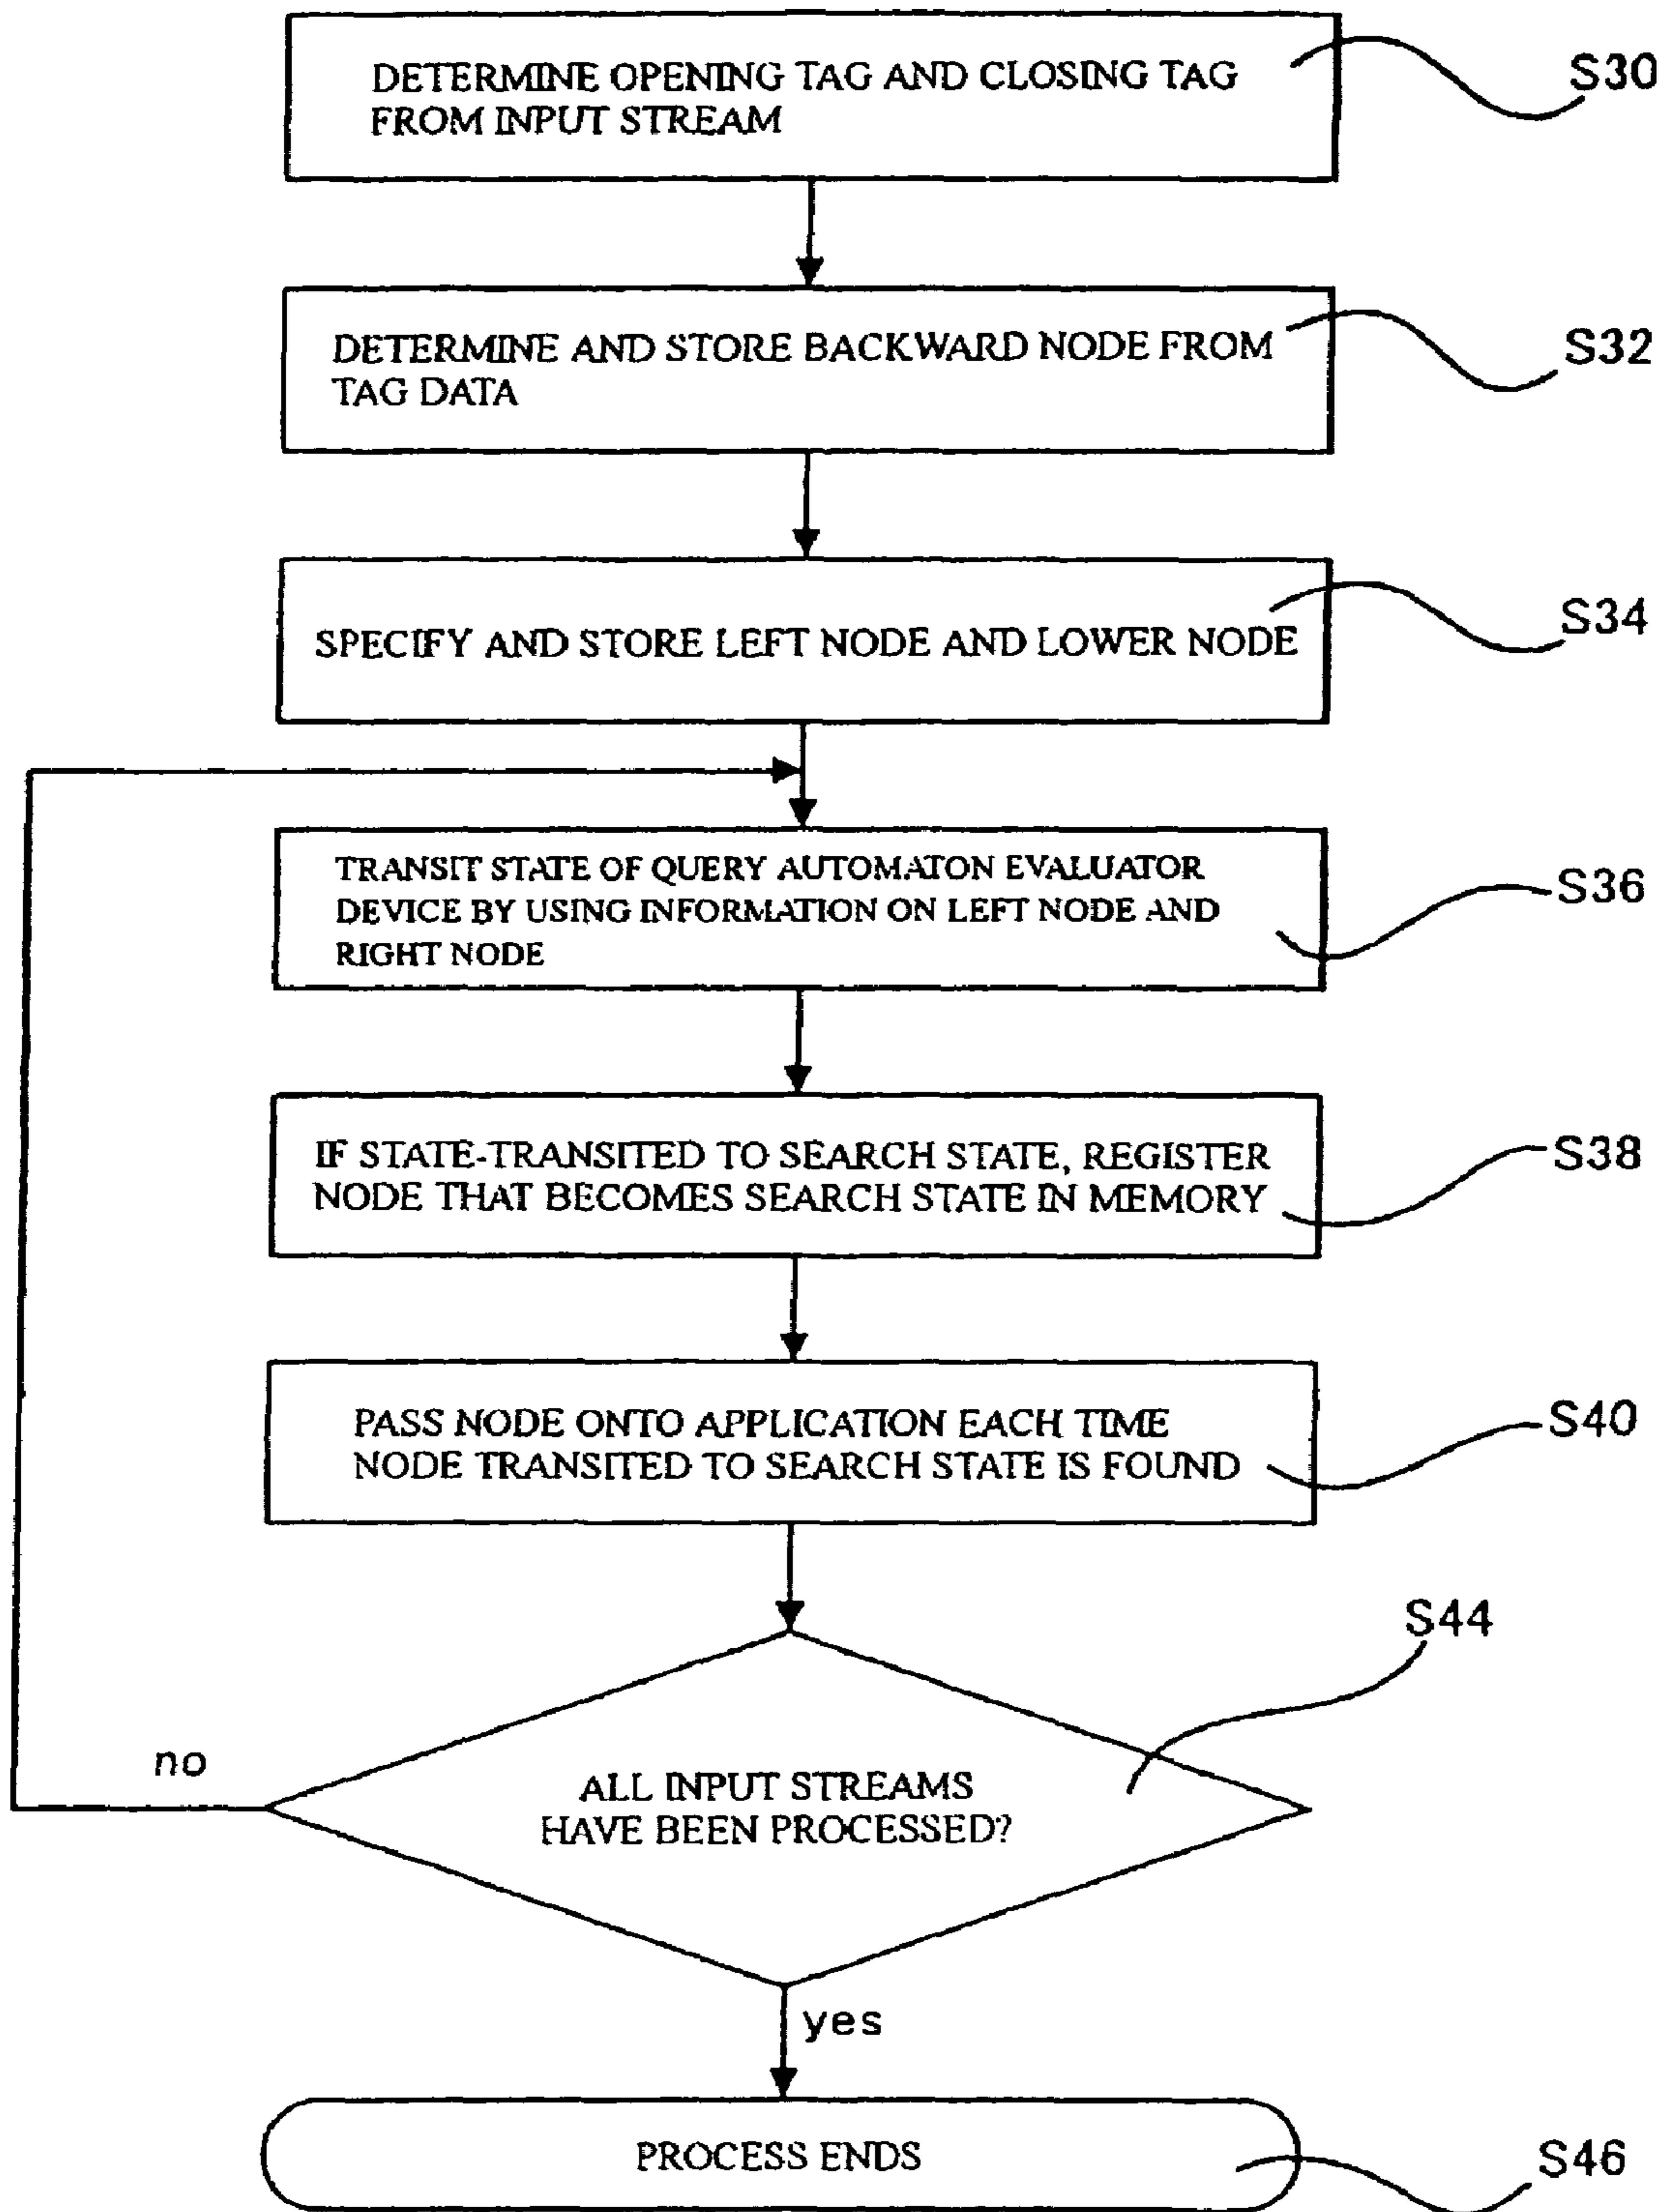 DETERMINE OPENING TAG AND CLOSING TAG
FROM INPUT STREAM
S30
DETERMINE AND STORE BACKWARD NODE FROM
TAG DATA
S32
SPECIFY AND STORE LEFT NODE AND LOWER NODE
S34
TRANSIT STATE OF QUERY AUTOMATON EVALUATOR
DEVICE BY USING INFORMATION ON LEFT NODE AND
RIGHT NODE
S36
IF STATE-TRANSITED TO SEARCH STATE, REGISTER
NODE THAT BECOMES SEARCH STATE IN MEMORY
S38
PASS NODE ONTO APPLICATION EACH TIME
NODE TRANSITED TO SEARCH STATE IS FOUND
S40
S44
no
ALL INPUT STREAMS
HAVE BEEN PROCESSED?
yes
PROCESS ENDS
S46